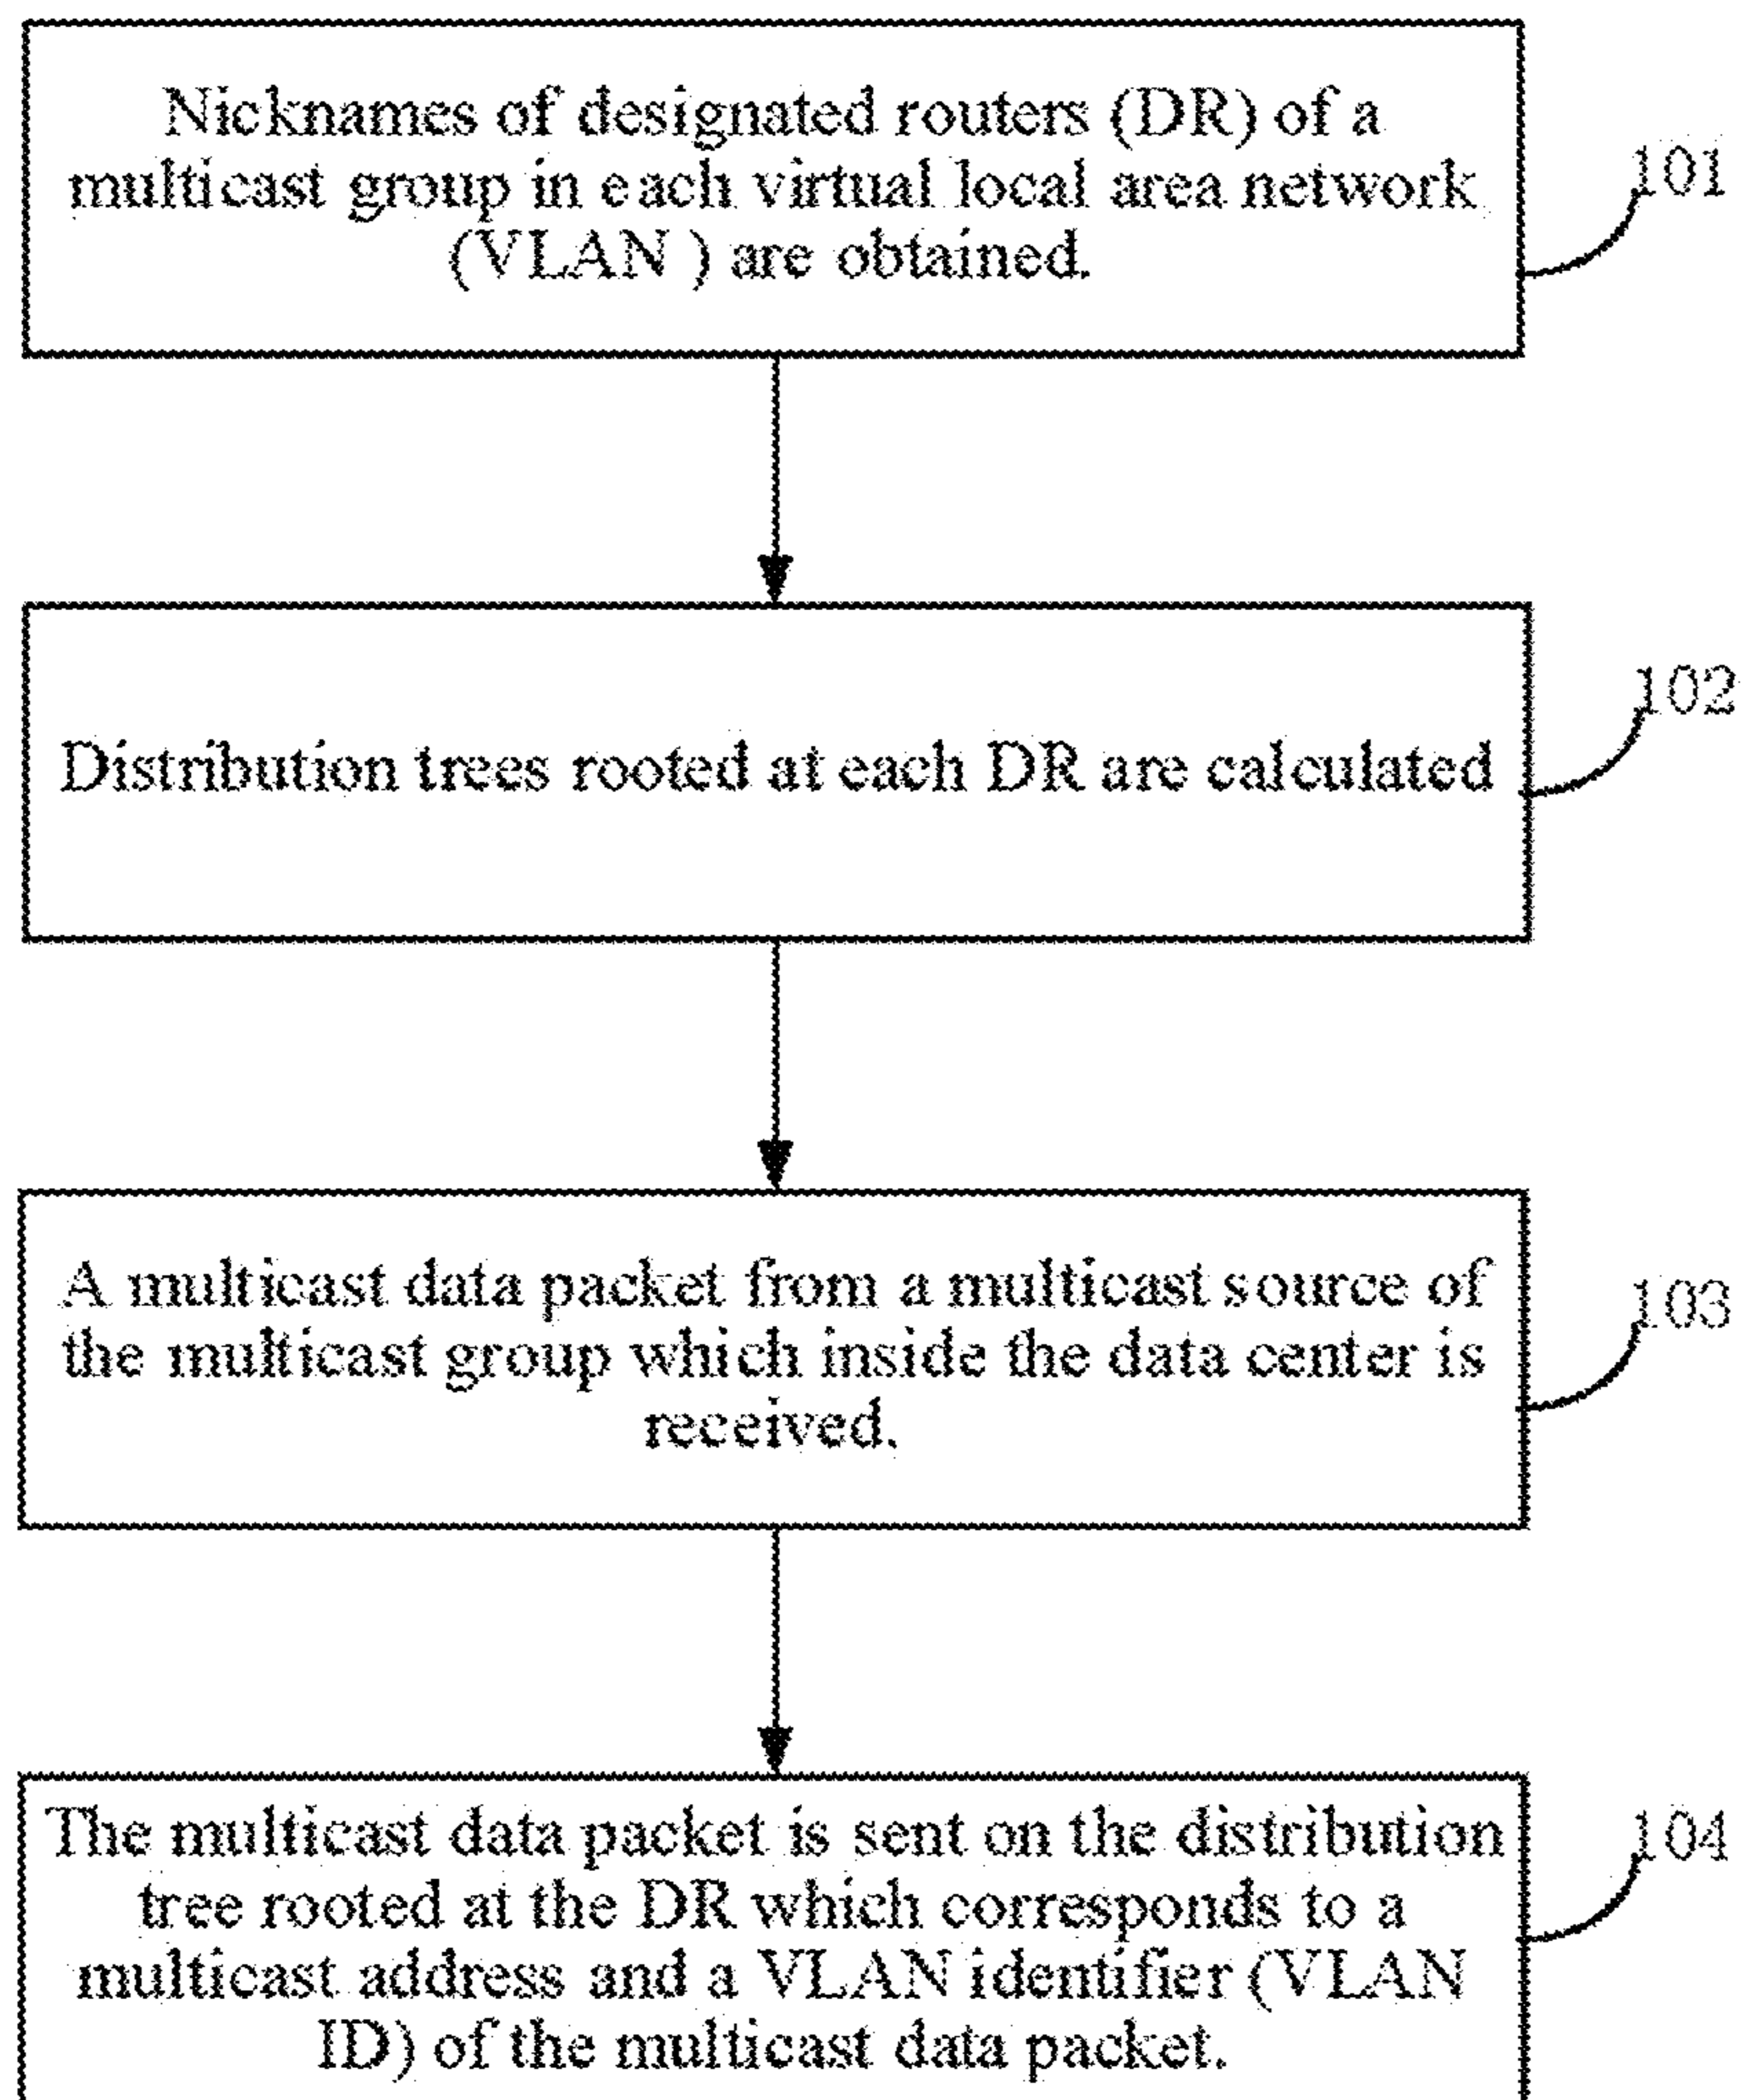 Nicknames of designated routers (DR) of a
multicast group in each virtual local area network
(VLAN ) are obtained.
101
Distribution trees rooted at each DR are calculated
102
A multicast data packet from a multicast source of
the multicast group which inside the data center is
received.
103
The multicast data packet is sent on the distribution
tree rooted at the DR which corresponds to a
multicast address and a VLAN identifier (VLAN
ID) of the multicast data packet.
104